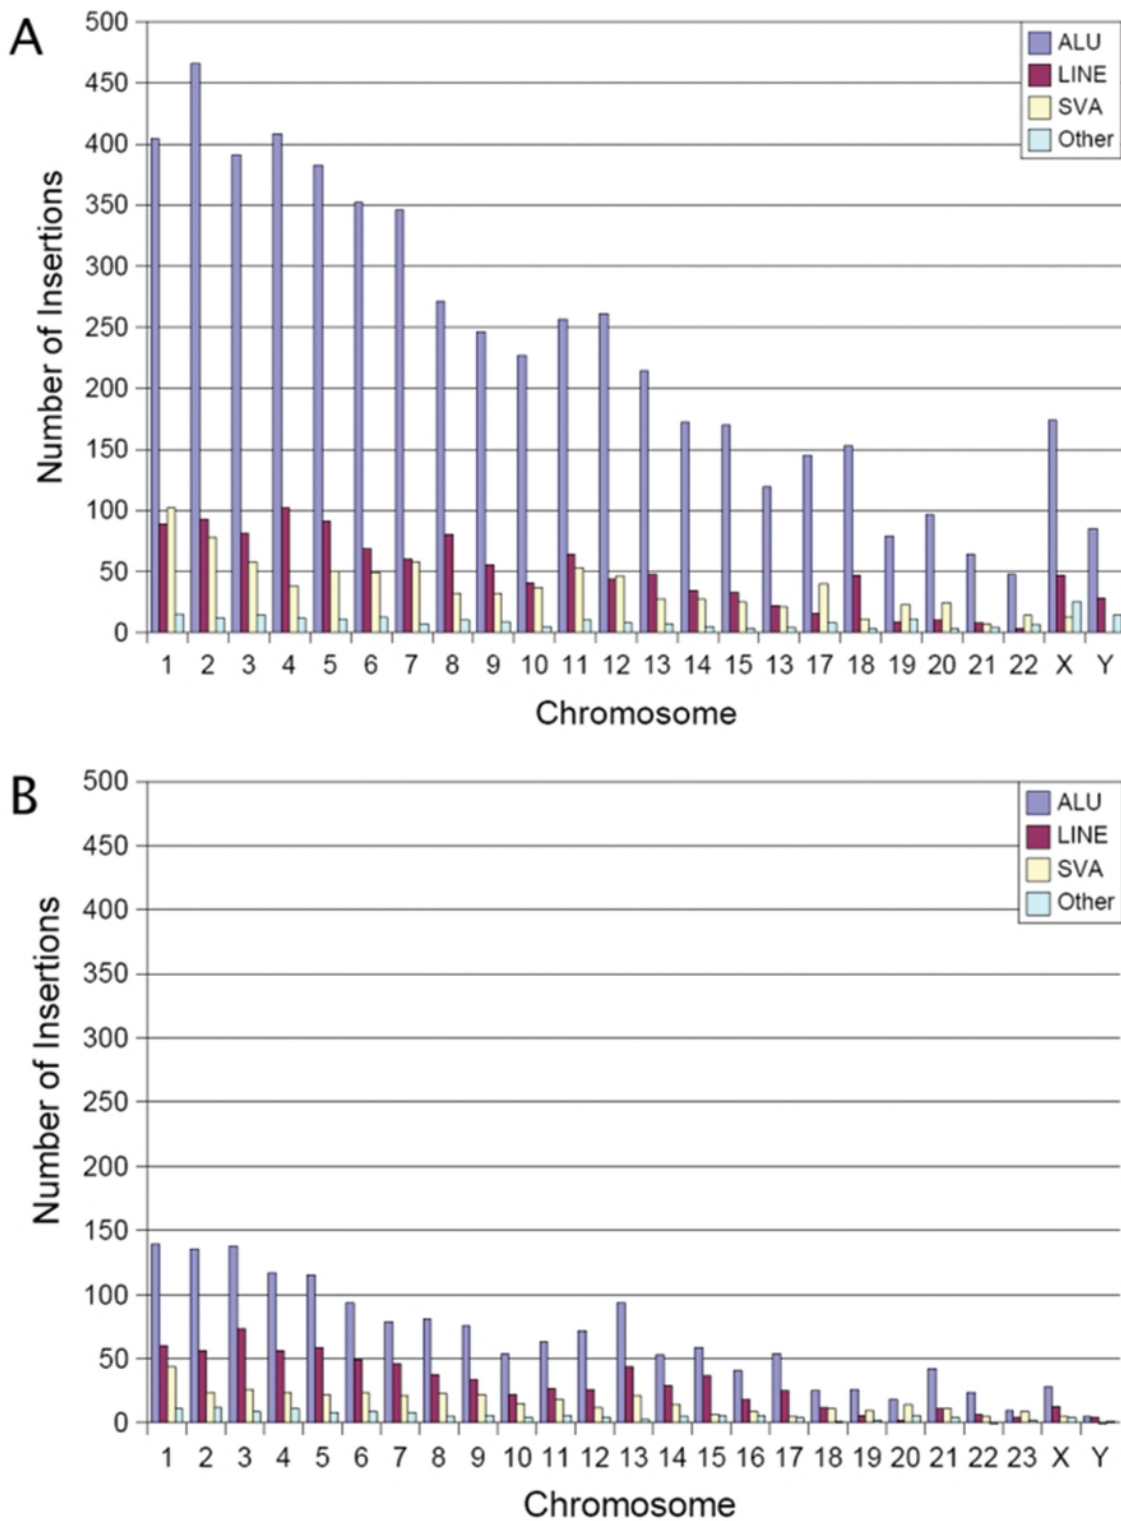 A
500
450
400
350
300
250
200
150
100
50
0
Number of Insertions
ALU
LINE
SVA
Other
1 2 3 4 5 6 7 8 9 10 11 12 13 14 15 13 17 18 19 20 21 22 X Y
Chromosome
B
500
450
400
350
300
250
200
150
100
50
0
Number of Insertions
ALU
LINE
SVA
Other
1 2 3 4 5 6 7 8 9 10 11 12 13 14 15 16 17 18 19 20 21 22 23 X Y
Chromosome